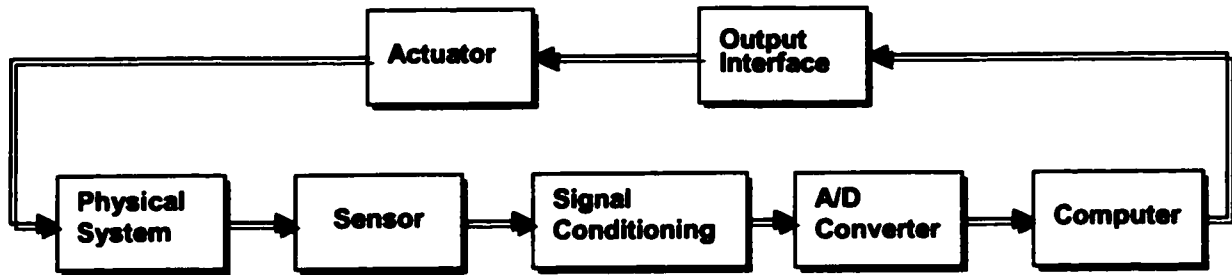 Actuator
Output
Interface
Physical
System
Sensor
Signal
Conditioning
A/D
Converter
Computer